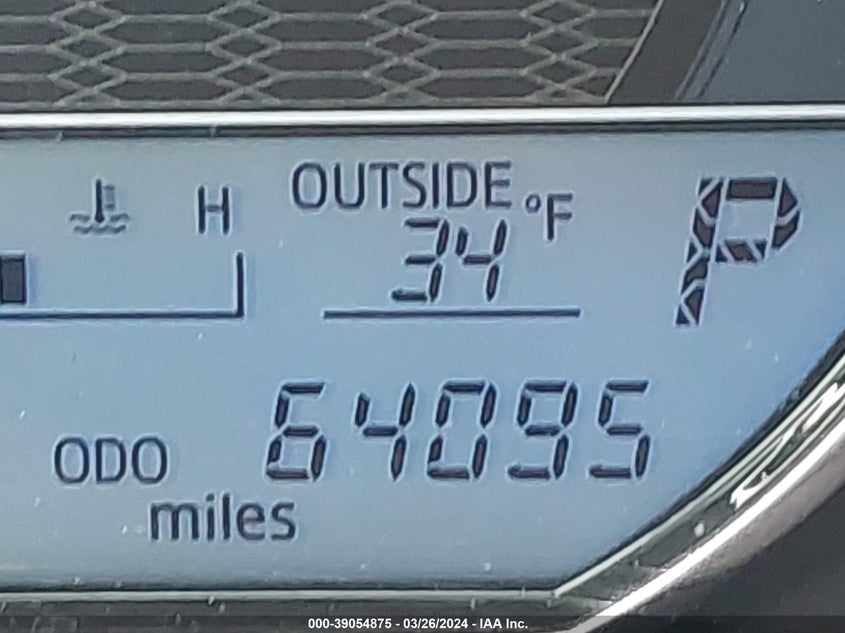 H OUTSIDE °F P
34
ODO 64095
miles
000-39054875 - 03/26/2024 - IAA Inc.